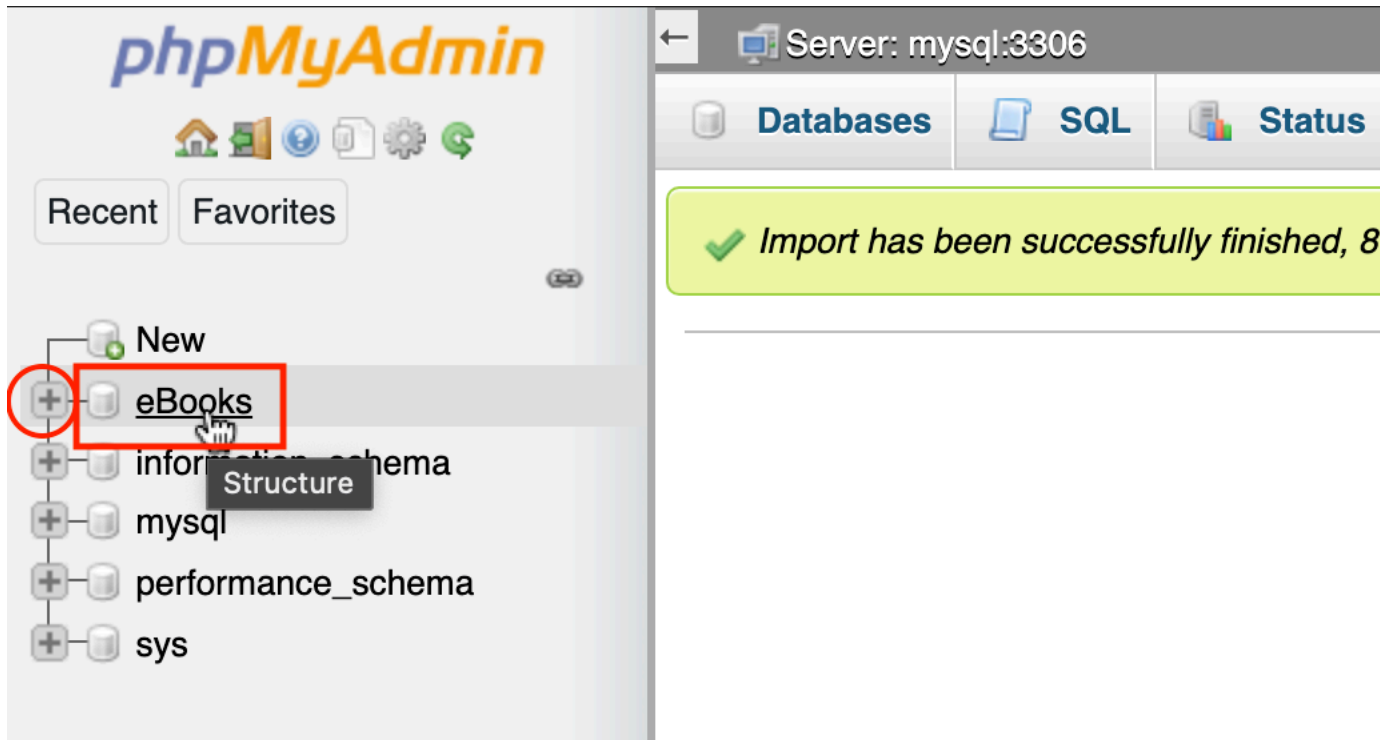 phpMyAdmin
Recent Favorites
New
eBooks
information_schema
Structure
mysql
performance_schema
sys
Server: mysql:3306
Databases SQL Status
Import has been successfully finished, 8